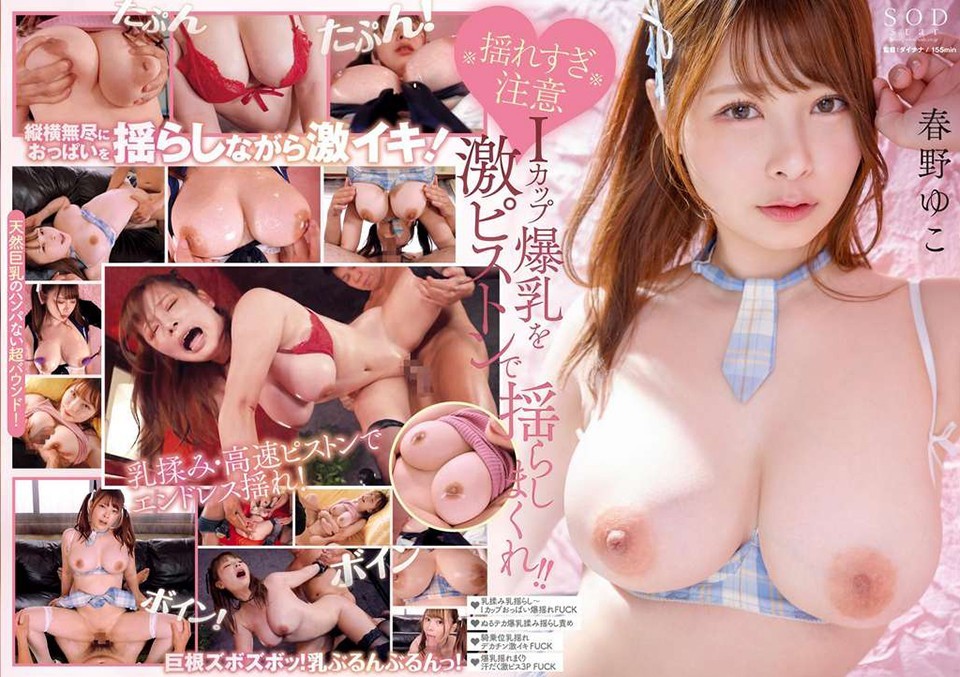 たぷん
たぷん!
縦横無尽に
おっぱいを揺らしながら激イキ!
天然巨乳のハンパない超バウンド!
乳揉み・高速ピストンで
エンドレス揺れ!
ボイン!
ボイン
巨根ズボズボッ!乳ぶるんぶるんっ!
※揺れすぎ※
注意
Iカップ爆乳を
激ピストンで
揺らしまくれ!!
乳揉み乳揺らし〜
Iカップおっぱい爆揺れFUCK
ぬるテカ爆乳揉み揺らし責め
騎乗位乳揺れ
デカチン激イキFUCK
爆乳揺れまくり
汗だく激ピス3P FUCK
SOD
star
監督:ダイナナ/155min
春野ゆこ